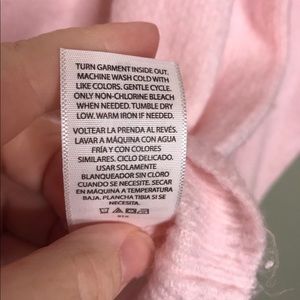 TURN GARMENT INSIDE OUT.
MACHINE WASH COLD WITH
LIKE COLORS. GENTLE CYCLE.
ONLY NON-CHLORINE BLEACH
WHEN NEEDED. TUMBLE DRY
LOW. WARM IRON IF NEEDED.
VOLTEAR LA PRENDA AL REVÉS.
LAVAR A MÁQUINA CON AGUA
FRÍA Y CON COLORES
SIMILARES. CICLO DELICADO.
USAR SOLAMENTE
BLANQUEADOR SIN CLORO
CUANDO SE NECESITE. SECAR
EN MÁQUINA A TEMPERATURA
BAJA. PLANCHA TIBIA SI SE
NECESITA.